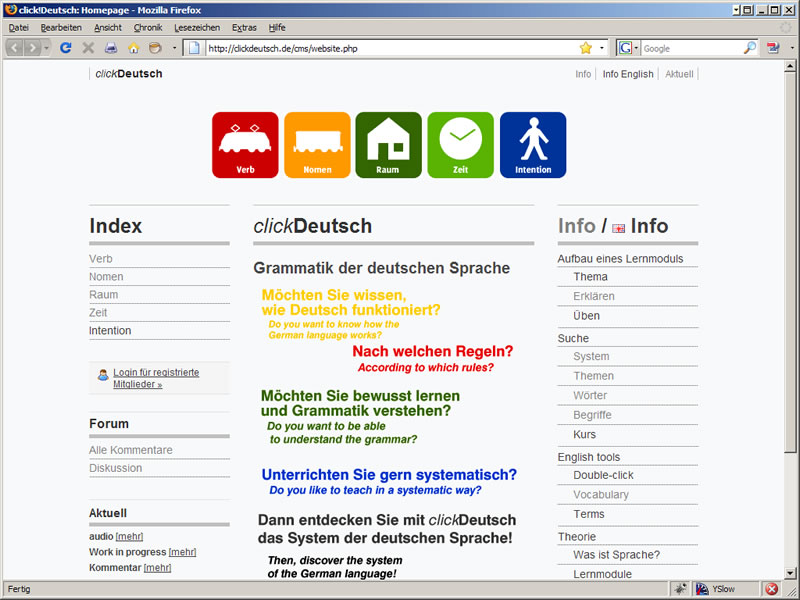 click!Deutsch: Homepage - Mozilla Firefox
Datei Bearbeiten Ansicht Chronik Lesezeichen Extras Hilfe
http://clickdeutsch.de/cms/website.php
Google
clickDeutsch
Info Info English Aktuell
Verb Nomen Raum Zeit Intention
Index
Verb
Nomen
Raum
Zeit
Intention
Login für registrierte
Mitglieder »
Forum
Alle Kommentare
Diskussion
Aktuell
audio [mehr]
Work in progress [mehr]
Kommentar [mehr]
clickDeutsch
Grammatik der deutschen Sprache
Möchten Sie wissen,
wie Deutsch funktioniert?
Do you want to know how the
German language works?
Nach welchen Regeln?
According to which rules?
Möchten Sie bewusst lernen
und Grammatik verstehen?
Do you want to be able
to understand the grammar?
Unterrichten Sie gern systematisch?
Do you like to teach in a systematic way?
Dann entdecken Sie mit clickDeutsch
das System der deutschen Sprache!
Then, discover the system
of the German language!
Info / Info
Aufbau eines Lernmoduls
Thema
Erklären
Üben
Suche
System
Themen
Wörter
Begriffe
Kurs
English tools
Double-click
Vocabulary
Terms
Theorie
Was ist Sprache?
Lernmodule
Fertig
YSlow